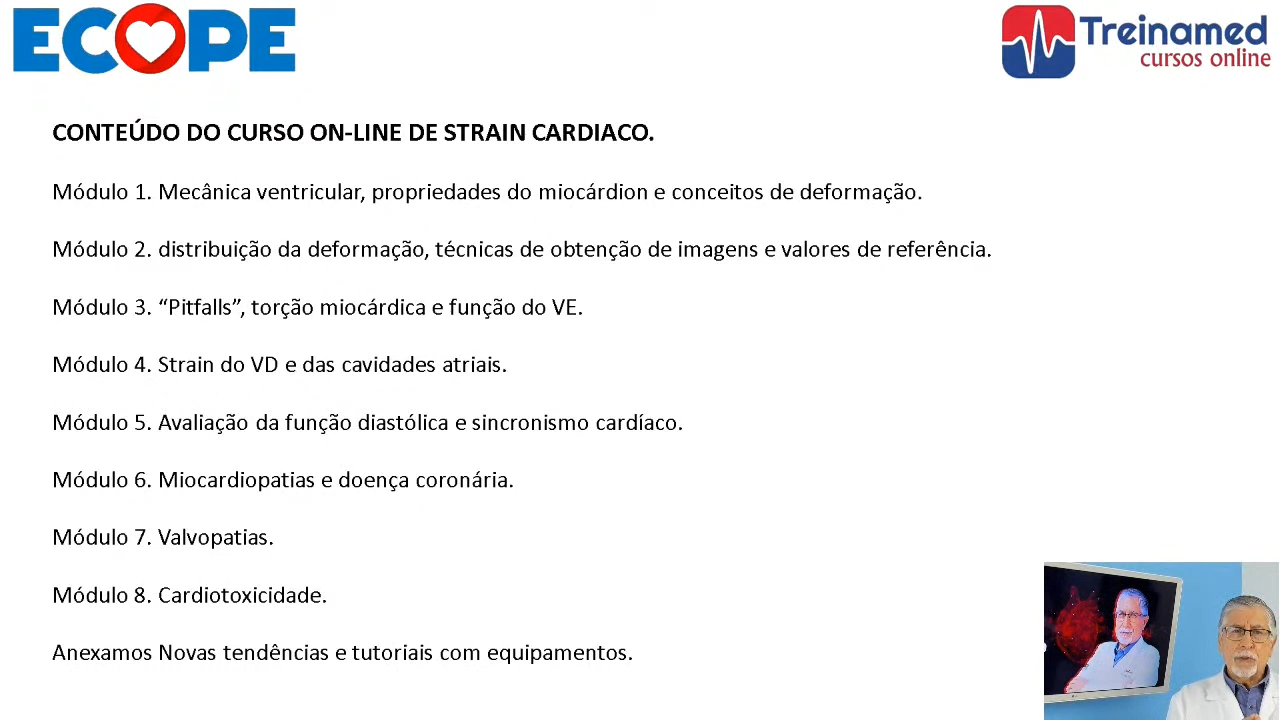 ECOPE
Treinamed
cursos online
CONTEÚDO DO CURSO ON-LINE DE STRAIN CARDIACO.
Módulo 1. Mecânica ventricular, propriedades do miocárdion e conceitos de deformação.
Módulo 2. distribuição da deformação, técnicas de obtenção de imagens e valores de referência.
Módulo 3. “Pitfalls”, torção miocárdica e função do VE.
Módulo 4. Strain do VD e das cavidades atriais.
Módulo 5. Avaliação da função diastólica e sincronismo cardíaco.
Módulo 6. Miocardiopatias e doença coronária.
Módulo 7. Valvopatias.
Módulo 8. Cardiotoxicidade.
Anexamos Novas tendências e tutoriais com equipamentos.